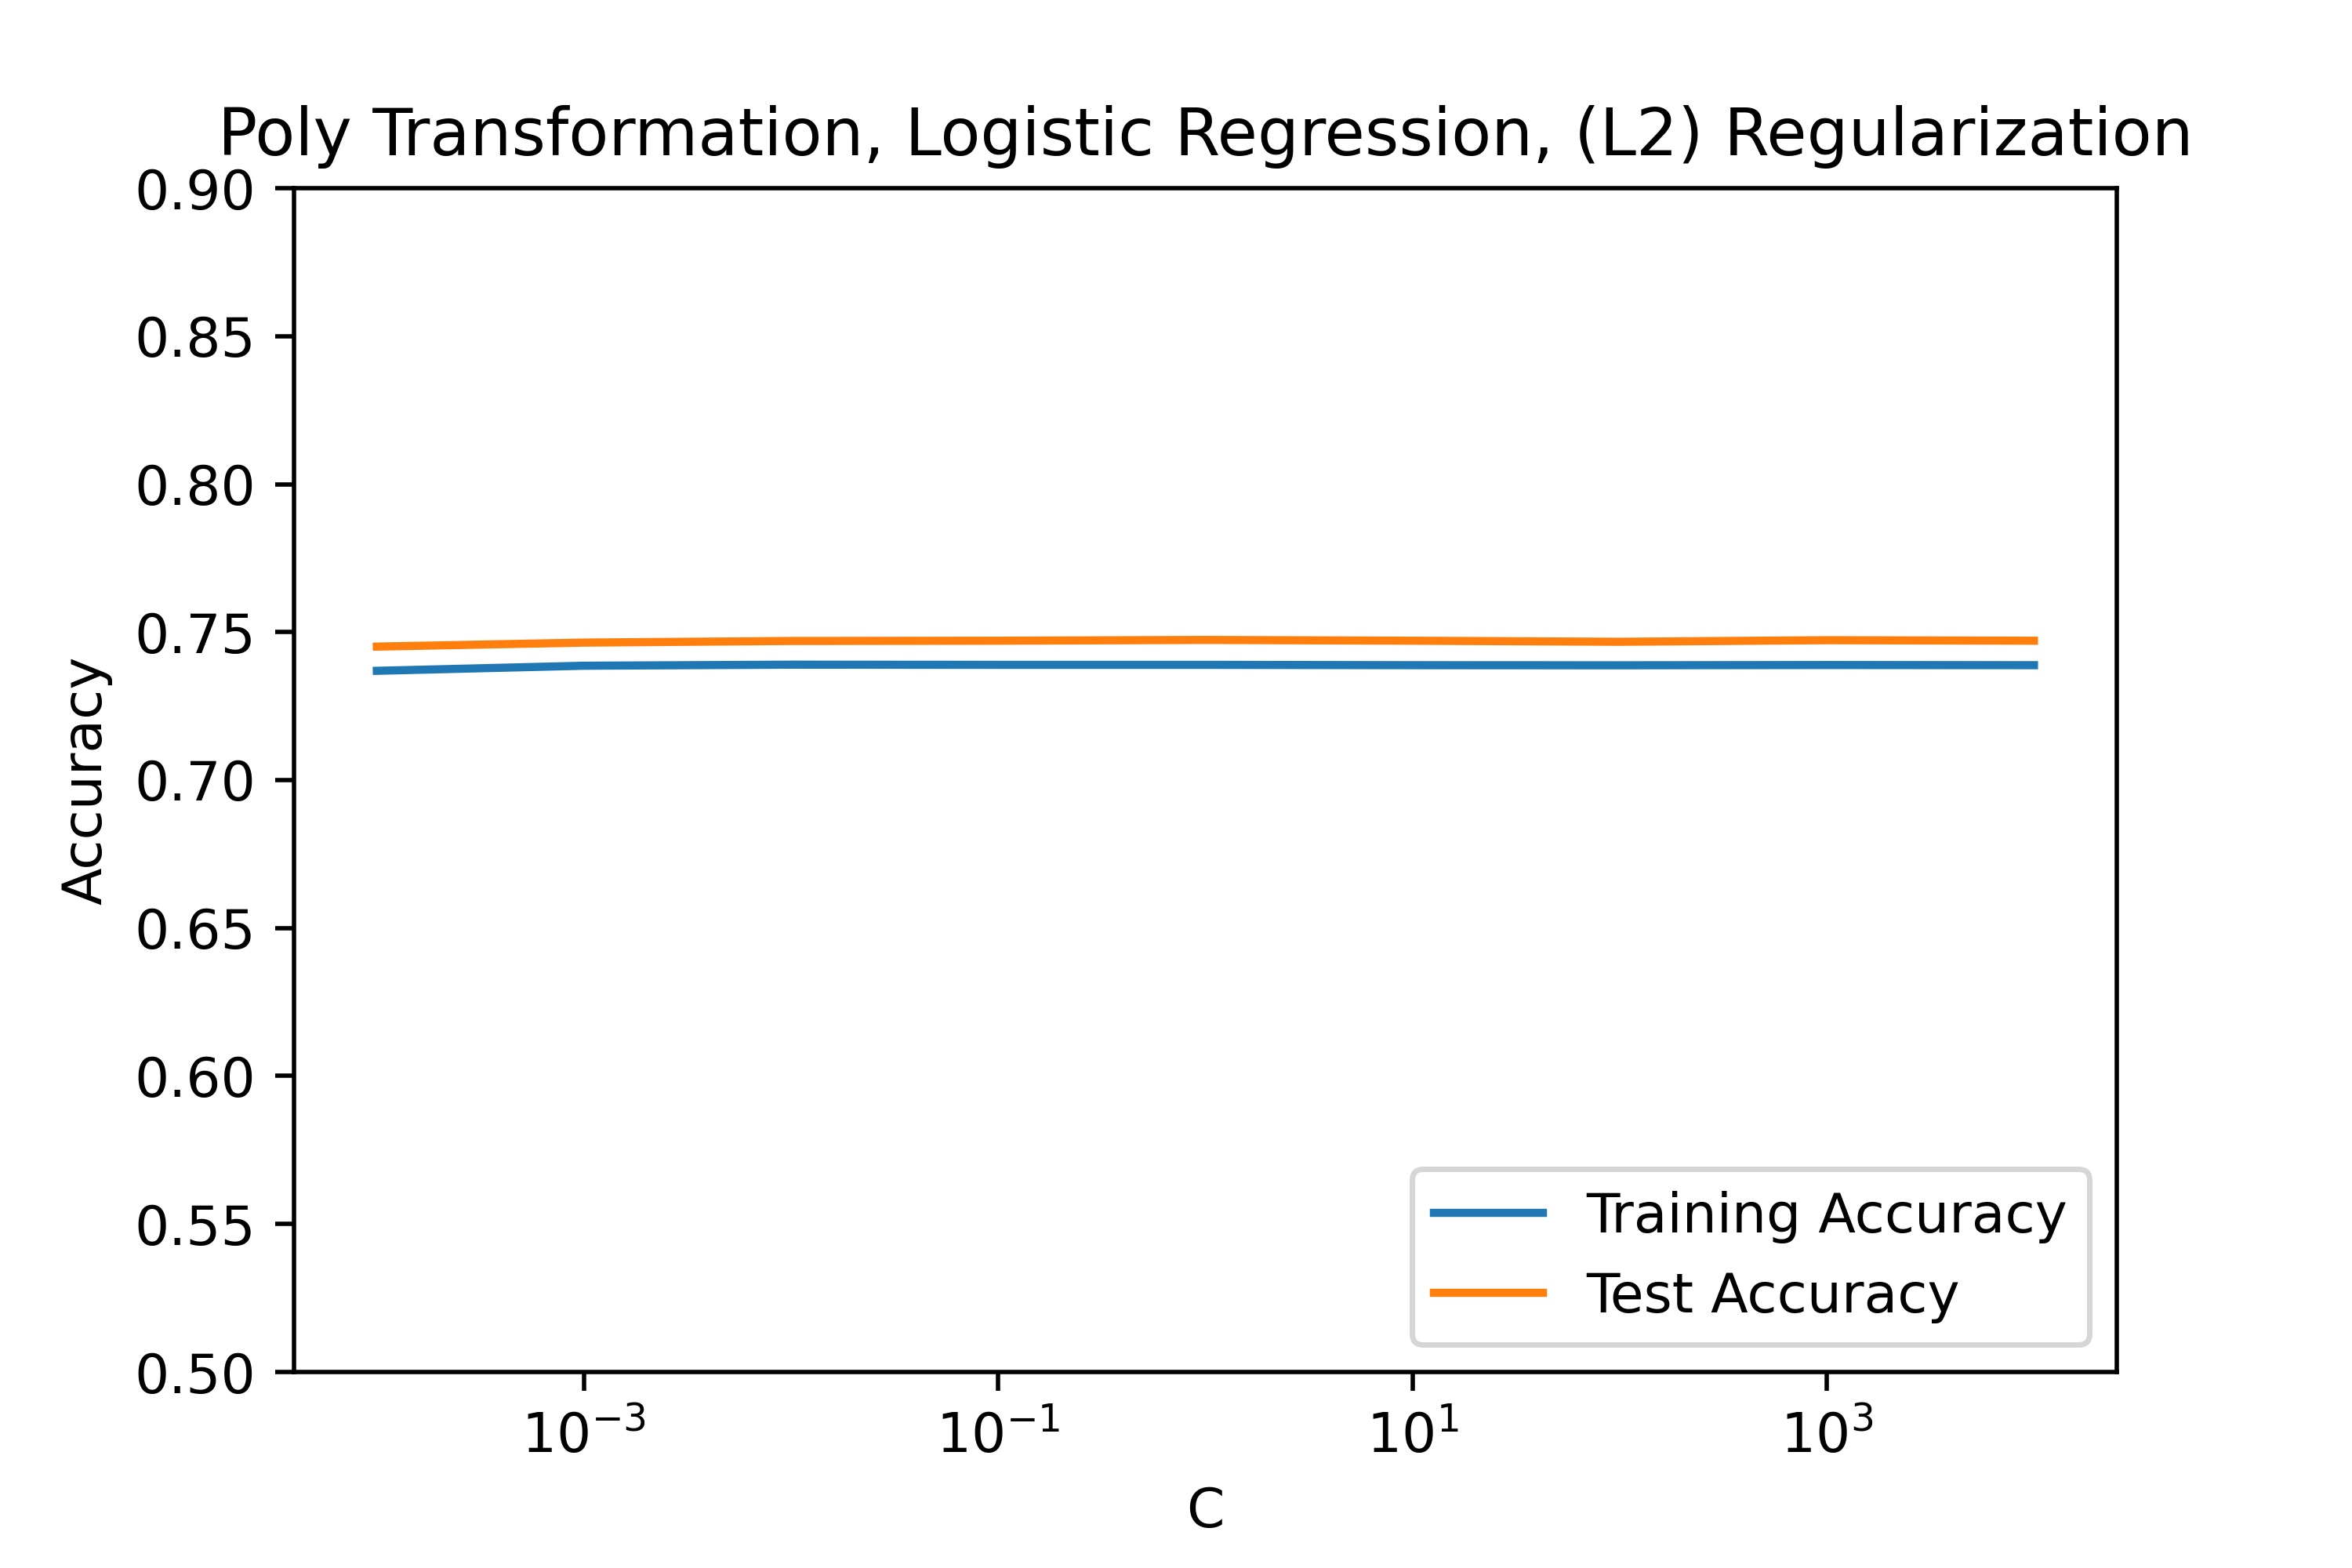 Poly Transformation, Logistic Regression, (L2) Regularization
0.90
0.85
0.80
0.75
0.70
0.65
0.60
0.55
0.50
Accuracy
Training Accuracy
Test Accuracy
10⁻³ 10⁻¹ 10¹ 10³
C